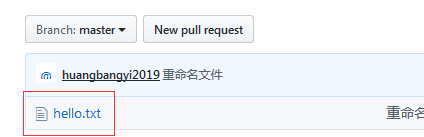 Branch: master New pull request
huangbangyi2019 重命名文件
hello.txt 重命名